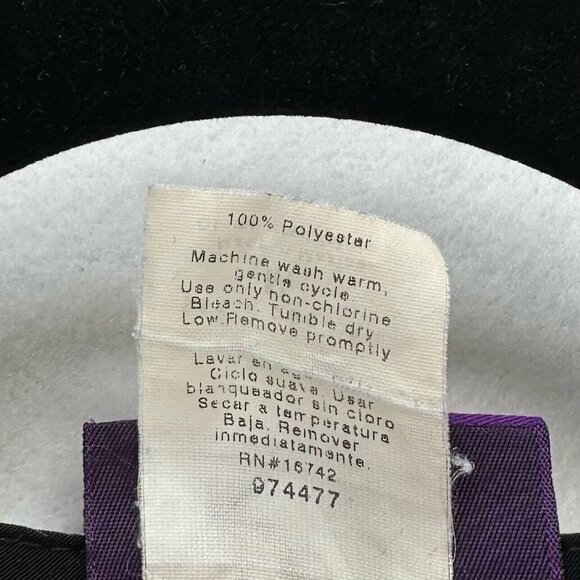 100% Polyester
Machine wash warm,
gentle cycle
Use only non-chlorine
Bleach. Tumble dry
Low. Remove promptly
Lavar en
Ciclo suave. Usar
blanqueador sin cloro
Secar a temperatura
Baja. Remover
inmediatamente.
RN#16742
974477